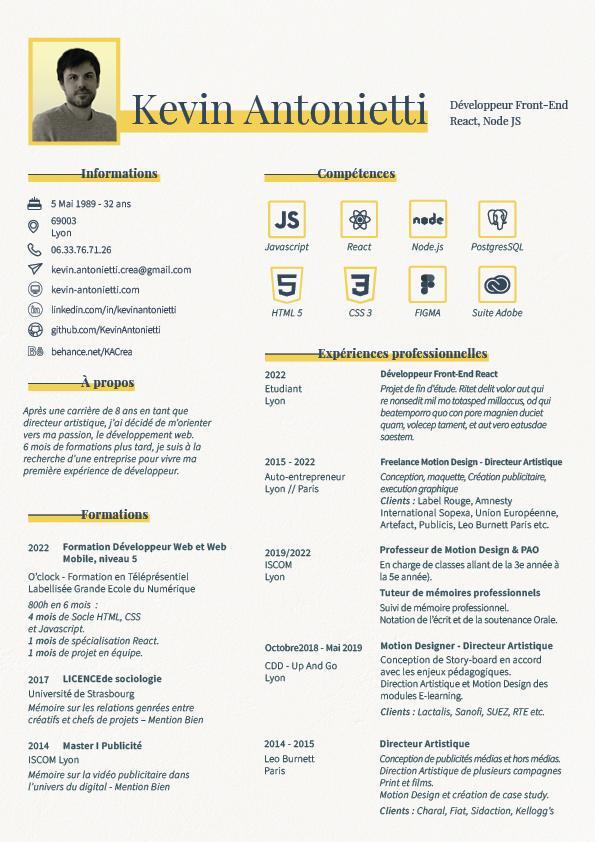 Kevin Antonietti
Développeur Front-End
React, Node JS
Informations
5 Mai 1989 - 32 ans
69003
Lyon
06.33.76.71.26
kevin.antonietti.crea@gmail.com
kevin-antonietti.com
linkedin.com/in/kevinantonietti
github.com/KevinAntonietti
behance.net/KACrea
À propos
Après une carrière de 8 ans en tant que
directeur artistique, j'ai décidé de m'orienter
vers ma passion, le développement web.
6 mois de formations plus tard, je suis à la
recherche d'une entreprise pour vivre ma
première expérience de développeur.
Formations
2022 Formation Développeur Web et Web
Mobile, niveau 5
O'clock - Formation en Téléprésentiel
Labellisée Grande Ecole du Numérique
800h en 6 mois :
4 mois de Socle HTML, CSS
et Javascript.
1 mois de spécialisation React.
1 mois de projet en équipe.
2017 LICENCEde sociologie
Université de Strasbourg
Mémoire sur les relations genrées entre
créatifs et chefs de projets – Mention Bien
2014 Master I Publicité
ISCOM Lyon
Mémoire sur la vidéo publicitaire dans
l'univers du digital - Mention Bien
Compétences
JS
node
Javascript React Node.js PostgresSQL
5
3
HTML 5 CSS 3 FIGMA Suite Adobe
Expériences professionnelles
2022
Etudiant
Lyon
Développeur Front-End React
Projet de fin d'étude. Ritet delit volor aut qui
re nonsedit mil mo totasped millaccus, od qui
beatemporro quo con pore magnien duciet
quam, volecep tament, et aut vero eatusdae
saestem.
2015 - 2022
Auto-entrepreneur
Lyon // Paris
Freelance Motion Design - Directeur Artistique
Conception, maquette, Création publicitaire,
execution graphique
Clients : Label Rouge, Amnesty
International Sopexa, Union Européenne,
Artefact, Publicis, Leo Burnett Paris etc.
2019/2022
ISCOM
Lyon
Professeur de Motion Design & PAO
En charge de classes allant de la 3e année à
la 5e année).
Tuteur de mémoires professionnels
Suivi de mémoire professionnel.
Notation de l'écrit et de la soutenance Orale.
Octobre2018 - Mai 2019
CDD - Up And Go
Lyon
Motion Designer - Directeur Artistique
Conception de Story-board en accord
avec les enjeux pédagogiques.
Direction Artistique et Motion Design des
modules E-learning.
Clients : Lactalis, Sanofi, SUEZ, RTE etc.
2014 - 2015
Leo Burnett
Paris
Directeur Artistique
Conception de publicités médias et hors médias.
Direction Artistique de plusieurs campagnes
Print et films.
Motion Design et création de case study.
Clients : Charal, Fiat, Sidaction, Kellogg's